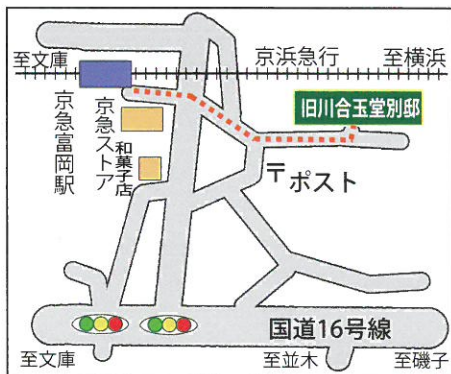 至文庫
京浜急行
至横浜
旧川合玉堂別邸
京急富岡駅
京急ストア
和菓子店
〒ポスト
国道16号線
至文庫
至並木
至磯子